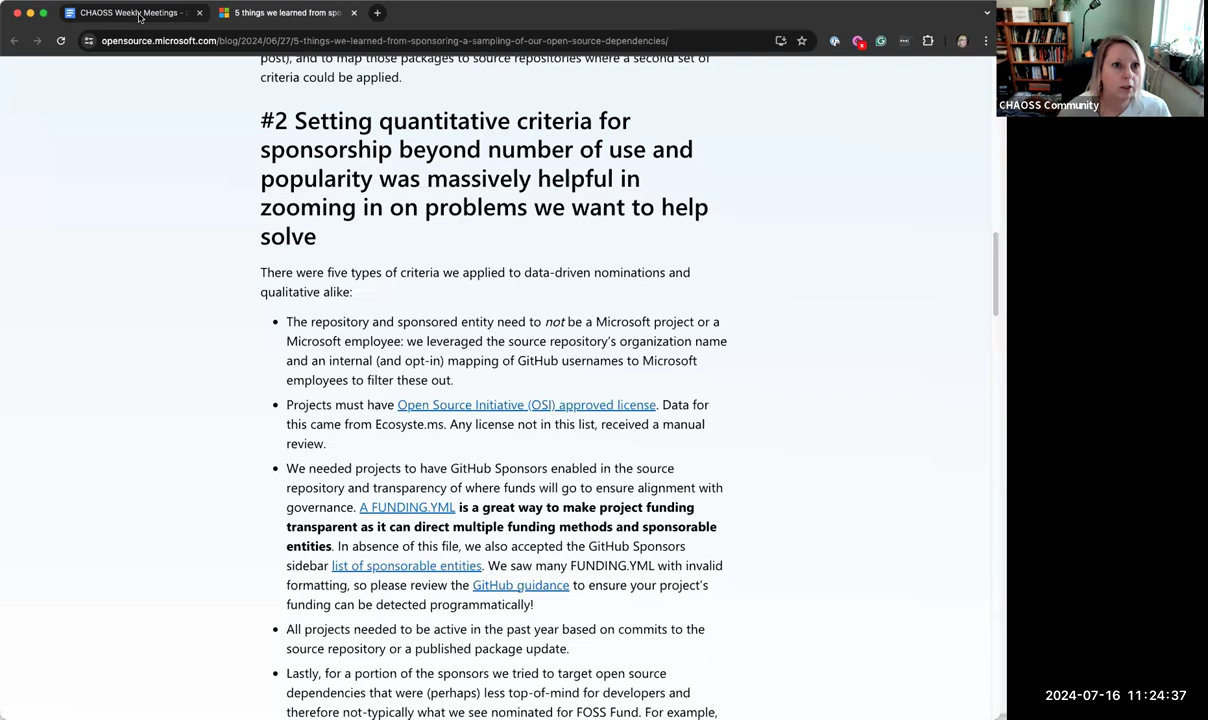 CHAOSS Weekly Meetings -
5 things we learned from spo
opensource.microsoft.com/blog/2024/06/27/5-things-we-learned-from-sponsoring-a-sampling-of-our-open-source-dependencies/
post), and to map those packages to source repositories where a second set of
criteria could be applied.
#2 Setting quantitative criteria for
sponsorship beyond number of use and
popularity was massively helpful in
zooming in on problems we want to help
solve
There were five types of criteria we applied to data-driven nominations and
qualitative alike:
• The repository and sponsored entity need to not be a Microsoft project or a
Microsoft employee: we leveraged the source repository's organization name
and an internal (and opt-in) mapping of GitHub usernames to Microsoft
employees to filter these out.
• Projects must have Open Source Initiative (OSI) approved license. Data for
this came from Ecosyste.ms. Any license not in this list, received a manual
review.
• We needed projects to have GitHub Sponsors enabled in the source
repository and transparency of where funds will go to ensure alignment with
governance. A FUNDING.YML is a great way to make project funding
transparent as it can direct multiple funding methods and sponsorable
entities. In absence of this file, we also accepted the GitHub Sponsors
sidebar list of sponsorable entities. We saw many FUNDING.YML with invalid
formatting, so please review the GitHub guidance to ensure your project's
funding can be detected programmatically!
• All projects needed to be active in the past year based on commits to the
source repository or a published package update.
• Lastly, for a portion of the sponsors we tried to target open source
dependencies that were (perhaps) less top-of-mind for developers and
therefore not-typically what we see nominated for FOSS Fund. For example,
CHAOSS Community
2024-07-16 11:24:37